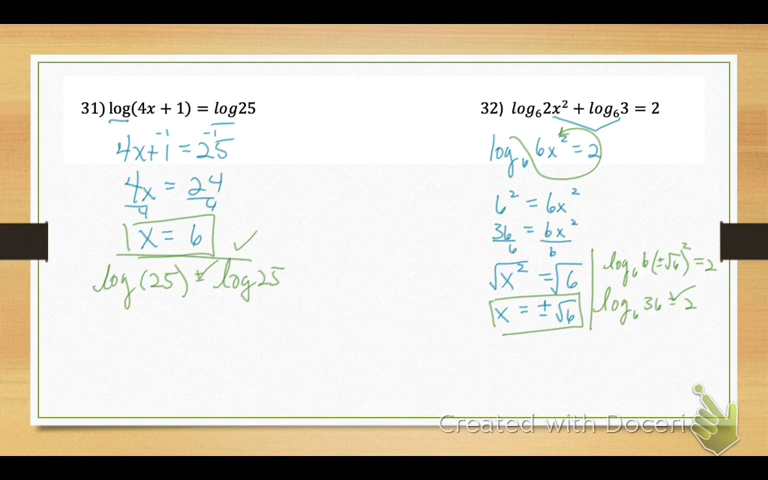 31) log(4x + 1) = log25
4x+1 = 25
-1 -1
4x = 24
4 4
x = 6 ✓
log(25) ≟ log25 ✓
32) log₆2x² + log₆3 = 2
log₆ 6x² = 2
6² = 6x²
36 = 6x²
6 6
√x² = √6
x = ±√6
log₆ 6(±√6)² = 2
log₆ 36 = 2 ✓
Created with Doceri